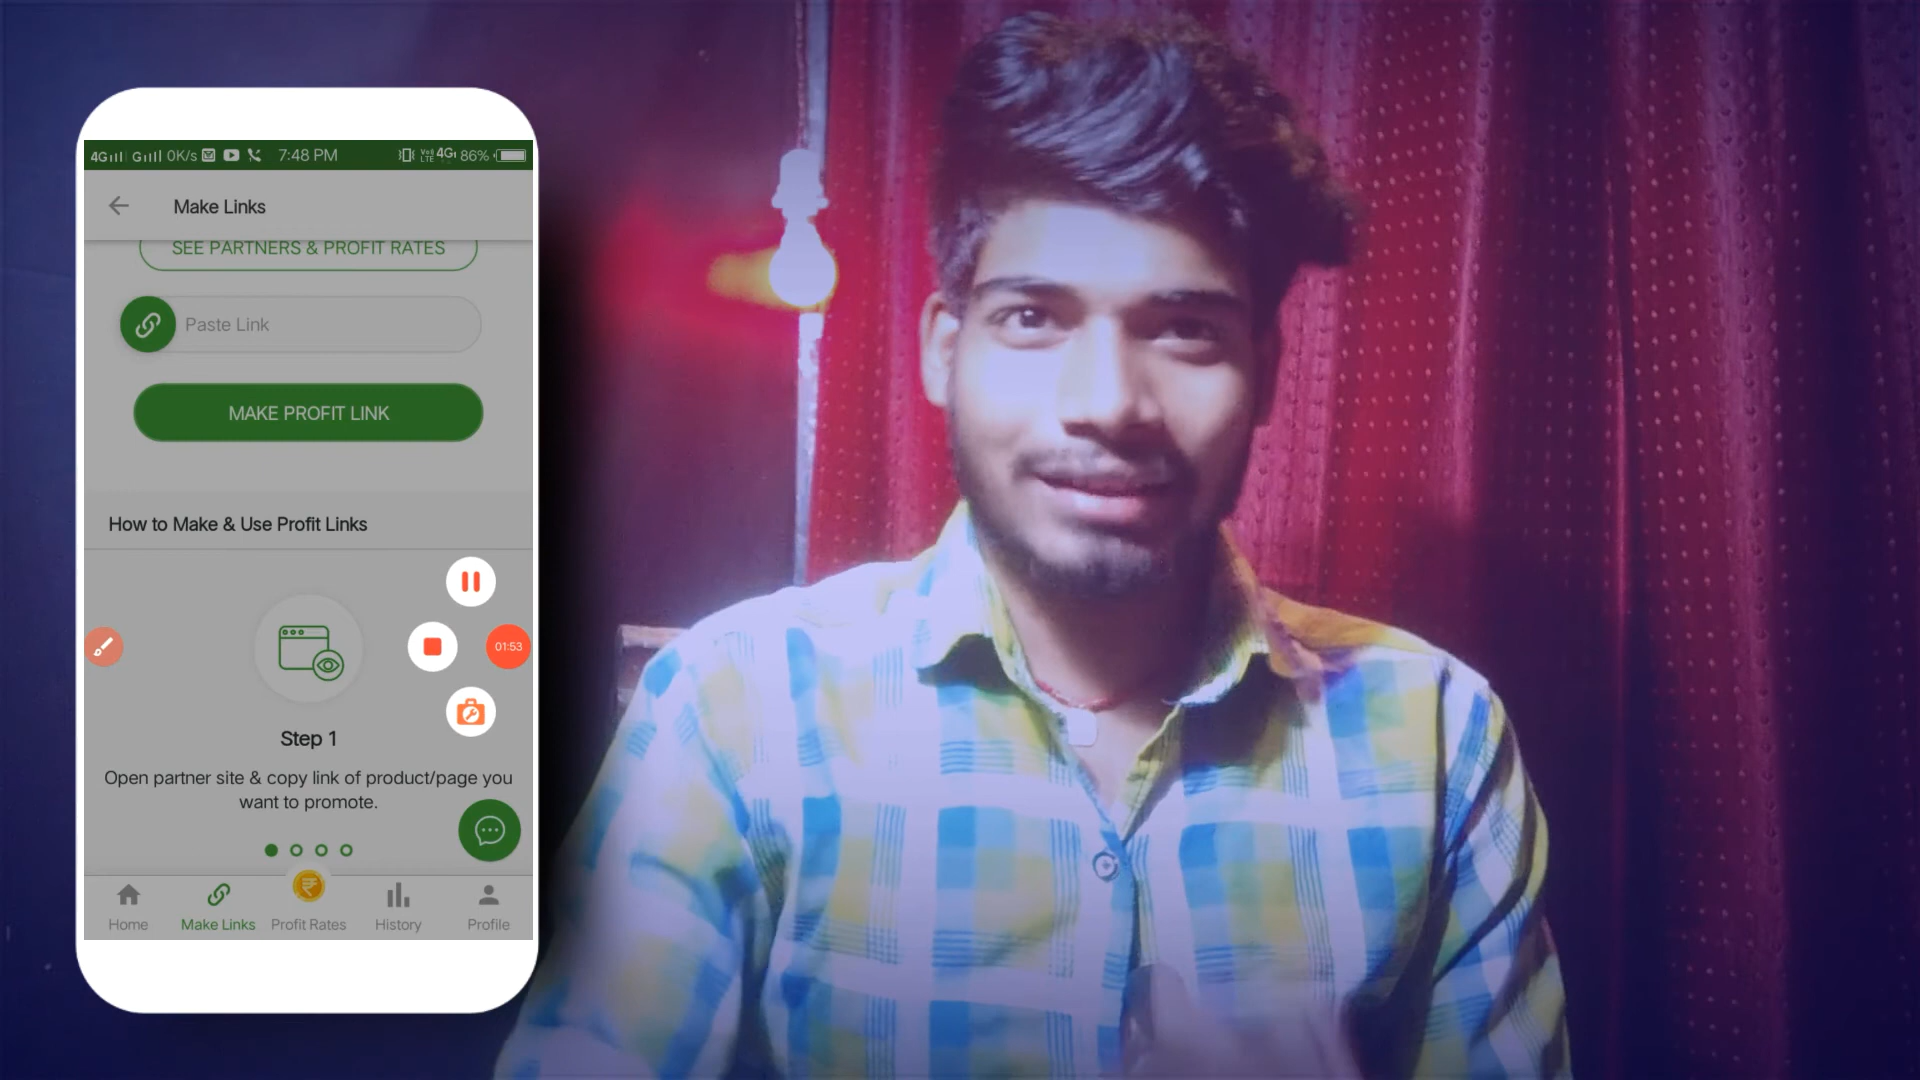 4G G 0K/s 7:48 PM VoI) LTE 4G 86%
Make Links
SEE PARTNERS & PROFIT RATES
Paste Link
MAKE PROFIT LINK
How to Make & Use Profit Links
01:53
Step 1
Open partner site & copy link of product/page you
want to promote.
Home Make Links Profit Rates History Profile